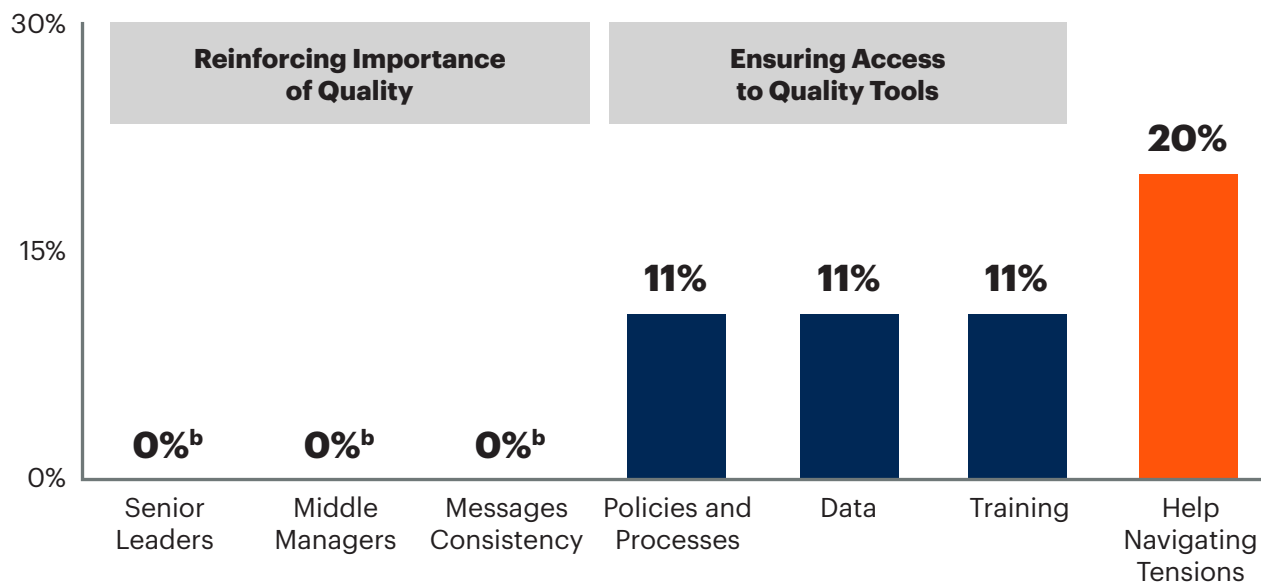 30%
Reinforcing Importance
of Quality
Ensuring Access
to Quality Tools
20%
15%
11%
11%
11%
0%ᵇ
0%ᵇ
0%ᵇ
0%
Senior
Leaders
Middle
Managers
Messages
Consistency
Policies and
Processes
Data
Training
Help
Navigating
Tensions